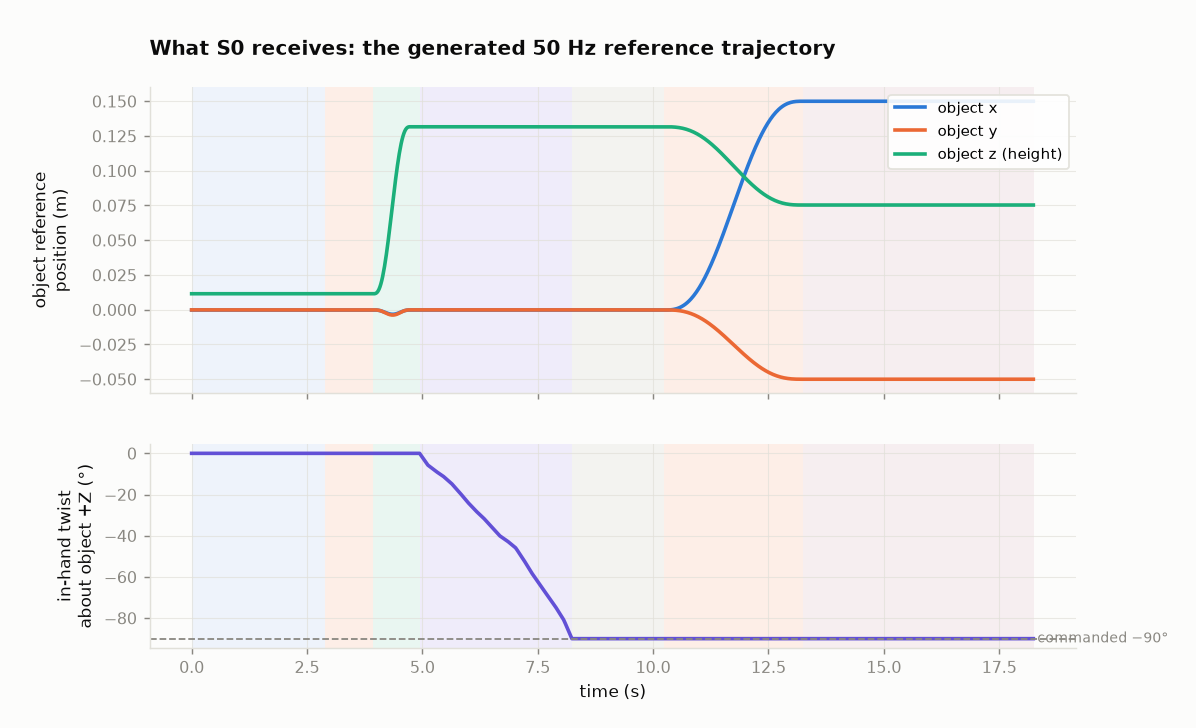 What S0 receives: the generated 50 Hz reference trajectory
object reference
position (m)
0.150
0.125
0.100
0.075
0.050
0.025
0.000
−0.025
−0.050
object x
object y
object z (height)
in-hand twist
about object +Z (°)
0
−20
−40
−60
−80
commanded −90°
0.0
2.5
5.0
7.5
10.0
12.5
15.0
17.5
time (s)